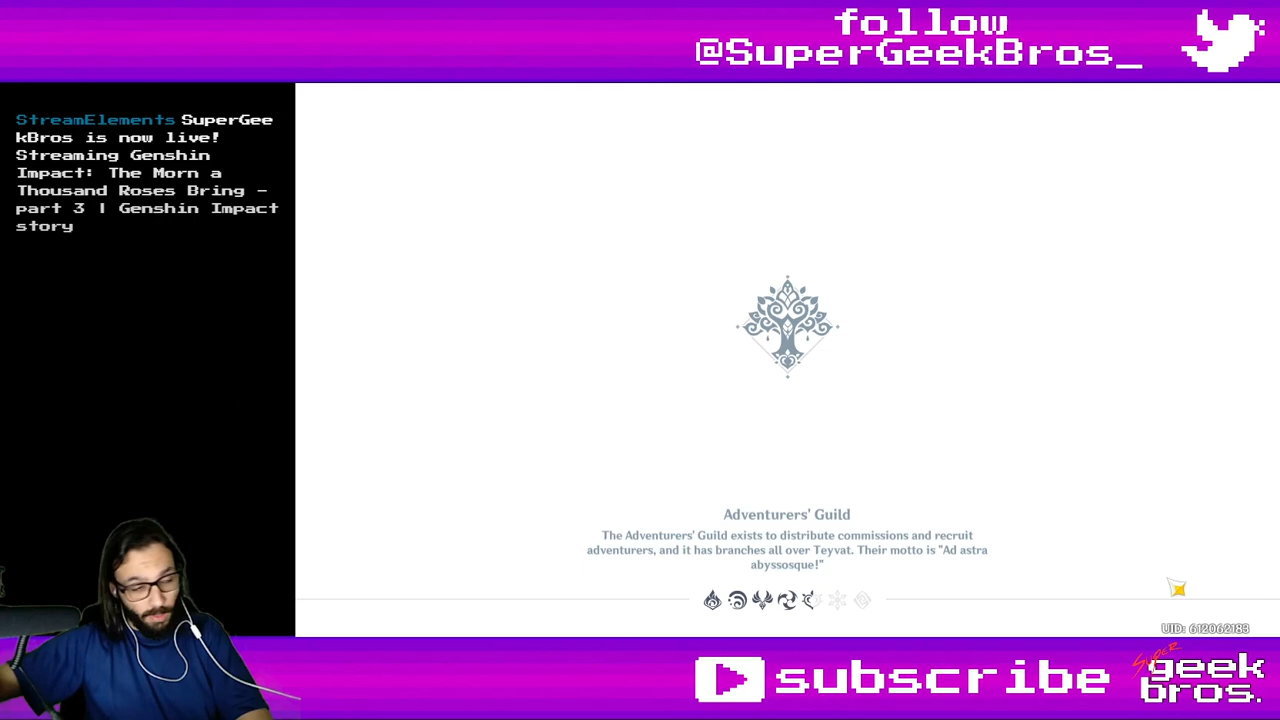 follow
@SuperGeekBros_
StreamElements SuperGee
kBros is now live!
Streaming Genshin
Impact: The Morn a
Thousand Roses Bring -
part 3 | Genshin Impact
story
Adventurers' Guild
The Adventurers' Guild exists to distribute commissions and recruit
adventurers, and it has branches all over Teyvat. Their motto is "Ad astra
abyssosque!"
UID: 612062183
subscribe
SUPER
geek
bros.